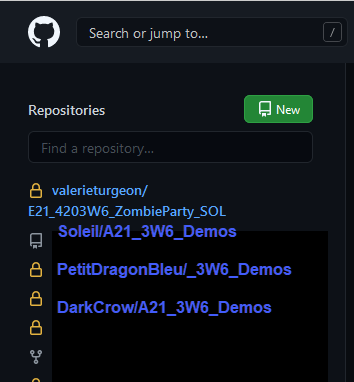 Search or jump to...
/
Repositories
New
Find a repository...
valerieturgeon/
E21_4203W6_ZombieParty_SOL
Soleil/A21_3W6_Demos
PetitDragonBleu/_3W6_Demos
DarkCrow/A21_3W6_Demos